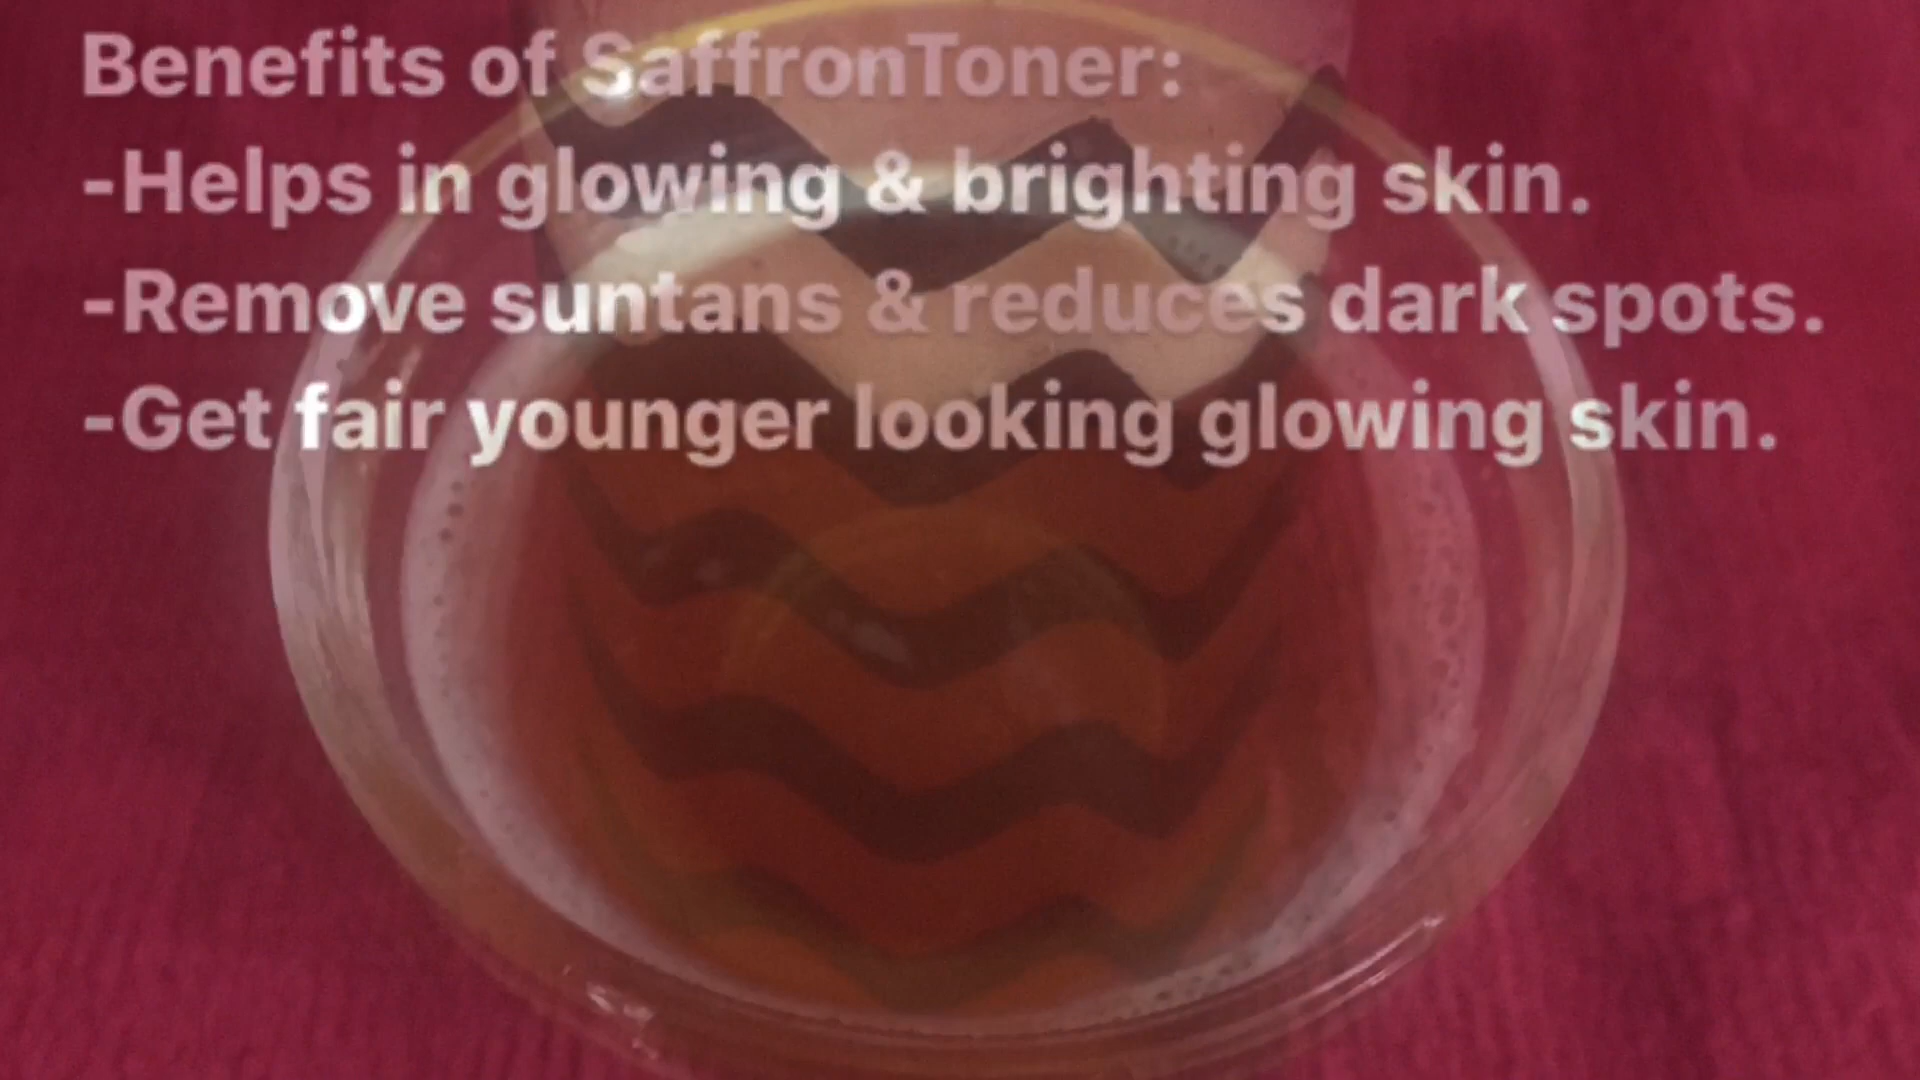 Benefits of SaffronToner:
-Helps in glowing & brighting skin.
-Remove suntans & reduces dark spots.
-Get fair younger looking glowing skin.